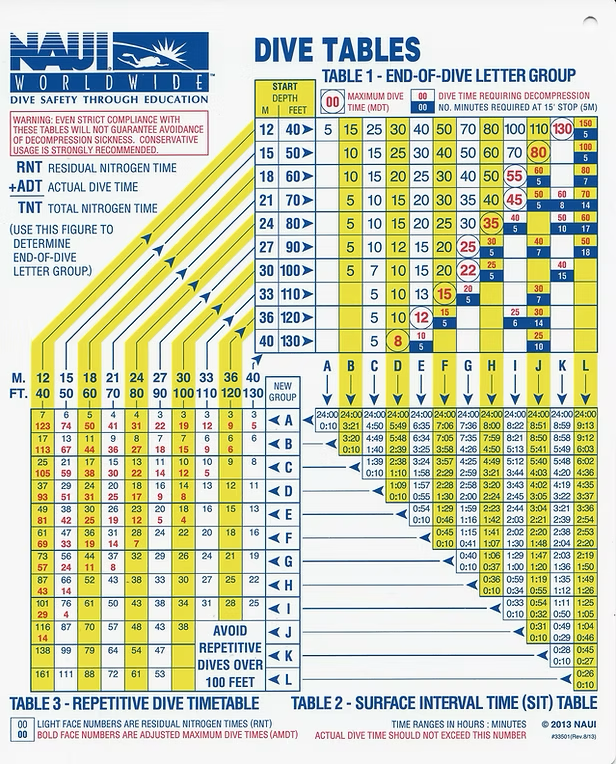 NAUI
WORLDWIDE™
DIVE SAFETY THROUGH EDUCATION
WARNING: EVEN STRICT COMPLIANCE WITH
THESE TABLES WILL NOT GUARANTEE AVOIDANCE
OF DECOMPRESSION SICKNESS. CONSERVATIVE
USAGE IS STRONGLY RECOMMENDED.
RNT RESIDUAL NITROGEN TIME
+ADT ACTUAL DIVE TIME
TNT TOTAL NITROGEN TIME
(USE THIS FIGURE TO
DETERMINE
END-OF-DIVE
LETTER GROUP.)
DIVE TABLES
TABLE 1 - END-OF-DIVE LETTER GROUP
START
DEPTH
M FEET
00 MAXIMUM DIVE
TIME (MDT)
00 DIVE TIME REQUIRING DECOMPRESSION
00 NO. MINUTES REQUIRED AT 15' STOP (5M)
12 40 5 15 25 30 40 50 70 80 100 110 130 150
5
15 50 10 15 25 30 40 50 60 70 80 100
5
18 60 10 15 20 25 30 40 50 55 60 80
5 7
21 70 5 10 15 20 30 35 40 45 50 60 70
5 8 14
24 80 5 10 15 20 25 30 35 40 50 60
5 10 17
27 90 5 10 12 15 20 25 30 40 50
5 7 18
30 100 5 7 10 15 20 22 25 40
5 15
33 110 5 10 13 15 20 30
5 7
36 120 5 10 12 15 25 30
5 6 14
40 130 5 8 10 25
5 10
A B C D E F G H I J K L
M. 12 15 18 21 24 27 30 33 36 40
FT. 40 50 60 70 80 90 100 110 120 130
NEW
GROUP
7 6 5 4 4 3 3 3 3 3 A 24:00 24:00 24:00 24:00 24:00 24:00 24:00 24:00 24:00 24:00 24:00 24:00
123 74 50 41 31 22 19 12 9 5 0:10 3:21 4:50 5:49 6:35 7:06 7:36 8:00 8:22 8:51 8:59 9:13
17 13 11 9 8 7 7 6 6 6 B 3:20 4:49 5:48 6:34 7:05 7:35 7:59 8:21 8:50 8:58 9:12
113 67 44 36 27 18 15 9 6 0:10 1:40 2:39 3:25 3:58 4:26 4:50 5:13 5:41 5:49 6:03
25 21 17 15 13 11 10 10 9 8 C 1:39 2:38 3:24 3:57 4:25 4:49 5:12 5:40 5:48 6:02
105 59 38 30 22 14 12 5 0:10 1:10 1:58 2:29 2:59 3:21 3:44 4:03 4:20 4:36
37 29 24 20 18 16 14 13 12 11 D 1:09 1:57 2:28 2:58 3:20 3:43 4:02 4:19 4:35
93 51 31 25 17 9 8 0:10 0:55 1:30 2:00 2:24 2:45 3:05 3:22 3:37
49 38 30 26 23 20 18 16 15 13 E 0:54 1:29 1:59 2:23 2:44 3:04 3:21 3:36
81 42 25 19 12 5 4 0:10 0:46 1:16 1:42 2:03 2:21 2:39 2:54
61 47 36 31 28 24 22 20 18 16 F 0:45 1:15 1:41 2:02 2:20 2:38 2:53
69 33 19 14 7 0:10 0:41 1:07 1:30 1:48 2:04 2:20
73 56 44 37 32 29 26 24 21 19 G 0:40 1:06 1:29 1:47 2:03 2:19
57 24 11 8 0:10 0:37 1:00 1:20 1:36 1:50
87 66 52 43 38 33 30 27 25 22 H 0:36 0:59 1:19 1:35 1:49
43 14 0:10 0:34 0:55 1:12 1:26
101 76 61 50 43 38 34 31 28 25 I 0:33 0:54 1:11 1:25
29 4 0:10 0:32 0:50 1:05
116 87 70 57 48 43 38 J 0:31 0:49 1:04
14 0:10 0:29 0:43
138 99 79 64 54 47 K 0:28 0:42
0:10 0:27
161 111 88 72 61 53 L 0:26
0:10
AVOID
REPETITIVE
DIVES OVER
100 FEET
TABLE 3 - REPETITIVE DIVE TIMETABLE
TABLE 2 - SURFACE INTERVAL TIME (SIT) TABLE
00 LIGHT FACE NUMBERS ARE RESIDUAL NITROGEN TIMES (RNT)
00 BOLD FACE NUMBERS ARE ADJUSTED MAXIMUM DIVE TIMES (AMDT)
TIME RANGES IN HOURS : MINUTES
ACTUAL DIVE TIME SHOULD NOT EXCEED THIS NUMBER
© 2013 NAUI
#33501(Rev.8/13)